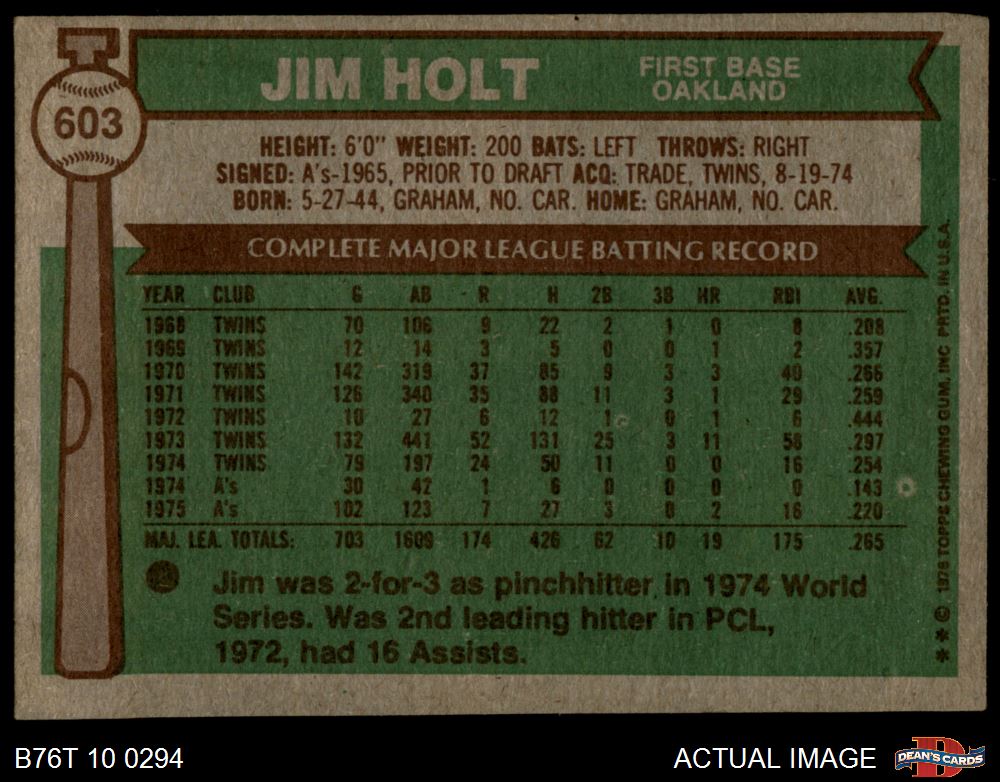 JIM HOLT
FIRST BASE
OAKLAND
603
HEIGHT: 6'0" WEIGHT: 200 BATS: LEFT THROWS: RIGHT
SIGNED: A's-1965, PRIOR TO DRAFT ACQ: TRADE, TWINS, 8-19-74
BORN: 5-27-44, GRAHAM, NO. CAR. HOME: GRAHAM, NO. CAR.
COMPLETE MAJOR LEAGUE BATTING RECORD
YEAR CLUB G AB R H 2B 3B HR RBI AVG.
1968 TWINS 70 106 9 22 2 1 0 8 .208
1969 TWINS 12 14 3 5 0 0 1 2 .357
1970 TWINS 142 319 37 85 9 3 3 40 .266
1971 TWINS 126 340 35 88 11 3 1 29 .259
1972 TWINS 10 27 6 12 1 0 1 6 .444
1973 TWINS 132 441 52 131 25 3 11 58 .297
1974 TWINS 79 197 24 50 11 0 0 16 .254
1974 A's 30 42 1 6 0 0 0 0 .143
1975 A's 102 123 7 27 3 0 2 16 .220
MAJ. LEA. TOTALS: 703 1609 174 426 62 10 19 175 .265
Jim was 2-for-3 as pinchhitter in 1974 World
Series. Was 2nd leading hitter in PCL,
1972, had 16 Assists.
* * © 1976 TOPPS CHEWING GUM, INC. PRTD. IN U.S.A.
B76T 10 0294
ACTUAL IMAGE
D
DEAN'S CARDS